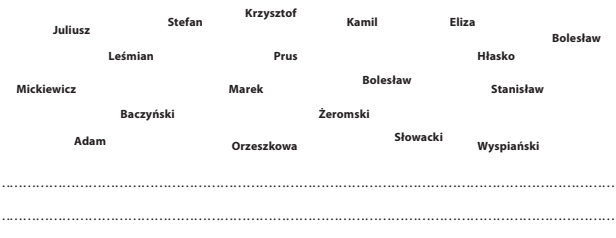 Krzysztof
Juliusz Stefan Kamil Eliza
Bolesław
Leśmian Prus Hłasko
Mickiewicz Marek Bolesław Stanisław
Baczyński Żeromski
Adam Orzeszkowa Słowacki Wyspiański